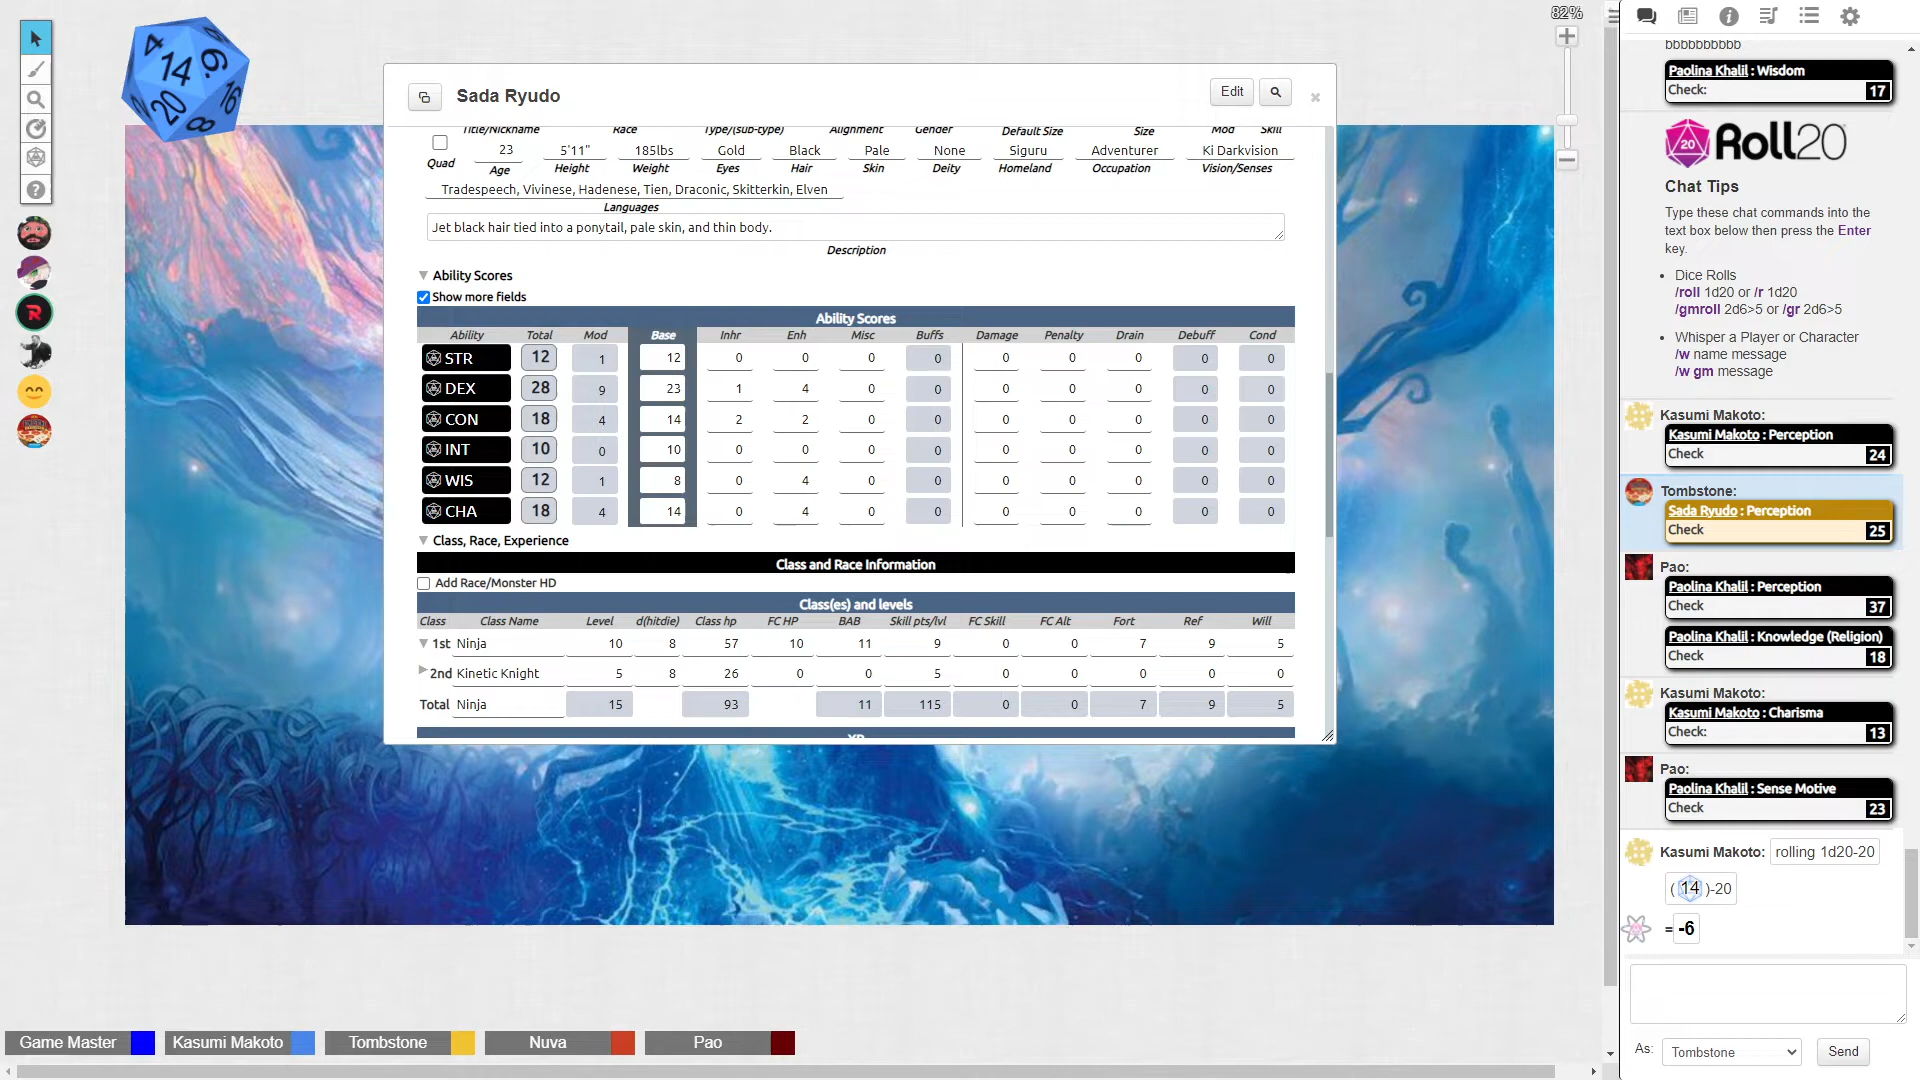 82%
4
14
9.
20
16
8
Sada Ryudo
Edit
Title/Nickname Race Type/(sub-type) Alignment Gender Default Size Size Mod Skill
23 5'11" 185lbs Gold Black Pale None Siguru Adventurer Ki Darkvision
Quad Age Height Weight Eyes Hair Skin Deity Homeland Occupation Vision/Senses
Tradespeech, Vivinese, Hadenese, Tien, Draconic, Skitterkin, Elven
Languages
Jet black hair tied into a ponytail, pale skin, and thin body.
Description
Ability Scores
Show more fields
Ability Scores
Ability Total Mod Base Inhr Enh Misc Buffs Damage Penalty Drain Debuff Cond
STR 12 1 12 0 0 0 0 0 0 0 0 0
DEX 28 9 23 1 4 0 0 0 0 0 0 0
CON 18 4 14 2 2 0 0 0 0 0 0 0
INT 10 0 10 0 0 0 0 0 0 0 0 0
WIS 12 1 8 0 4 0 0 0 0 0 0 0
CHA 18 4 14 0 4 0 0 0 0 0 0 0
Class, Race, Experience
Class and Race Information
Add Race/Monster HD
Class(es) and levels
Class Class Name Level d(hitdie) Class hp FC HP BAB Skill pts/lvl FC Skill FC Alt Fort Ref Will
1st Ninja 10 8 57 10 11 9 0 0 7 9 5
2nd Kinetic Knight 5 8 26 0 0 5 0 0 0 0 0
Total Ninja 15 93 11 115 0 0 7 9 5
XP
Game Master
Kasumi Makoto
Tombstone
Nuva
Pao
bbbbbbbbbb
Paolina Khalil : Wisdom
Check: 17
20 Roll20
Chat Tips
Type these chat commands into the
text box below then press the Enter
key.
• Dice Rolls
/roll 1d20 or /r 1d20
/gmroll 2d6>5 or /gr 2d6>5
• Whisper a Player or Character
/w name message
/w gm message
Kasumi Makoto:
Kasumi Makoto : Perception
Check 24
Tombstone:
Sada Ryudo : Perception
Check 25
Pao:
Paolina Khalil : Perception
Check 37
Paolina Khalil : Knowledge (Religion)
Check 18
Kasumi Makoto:
Kasumi Makoto : Charisma
Check: 13
Pao:
Paolina Khalil : Sense Motive
Check 23
Kasumi Makoto: rolling 1d20-20
(14)-20
= -6
As: Tombstone Send